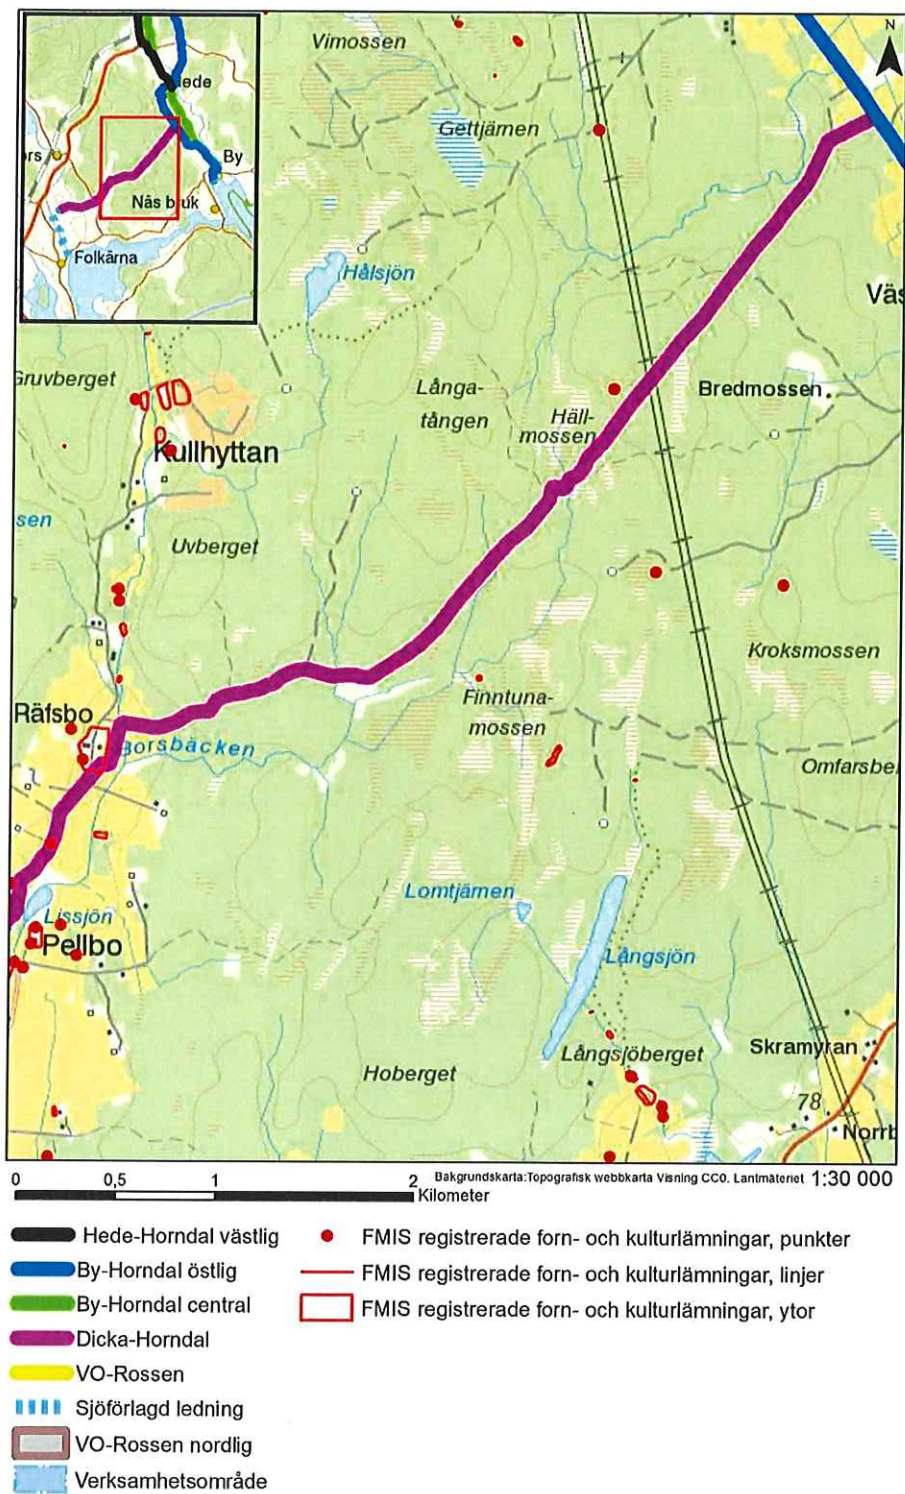 N
Vimossen
Hede
Gettjärnen
By
ors
Näs bruk
Hålsjön
Folkärna
Väs
Gruvberget
Långa-
tången
Bredmossen
Häll-
mossen
Kullhyttan
sen
Uvberget
Kroksmossen
Finntuna-
mossen
Räfsbo
Borsbäcken
Omfarsber
Lomtjärnen
Lissjön
Pellbo
Långsjön
Skramyran
Långsjöberget
Hoberget
78
Norrb
0 0,5 1 2
Kilometer
Bakgrundskarta:Topografisk webbkarta Visning CC0. Lantmäteriet 1:30 000
Hede-Horndal västlig
By-Horndal östlig
By-Horndal central
Dicka-Horndal
VO-Rossen
Sjöförlagd ledning
VO-Rossen nordlig
Verksamhetsområde
FMIS registrerade forn- och kulturlämningar, punkter
FMIS registrerade forn- och kulturlämningar, linjer
FMIS registrerade forn- och kulturlämningar, ytor